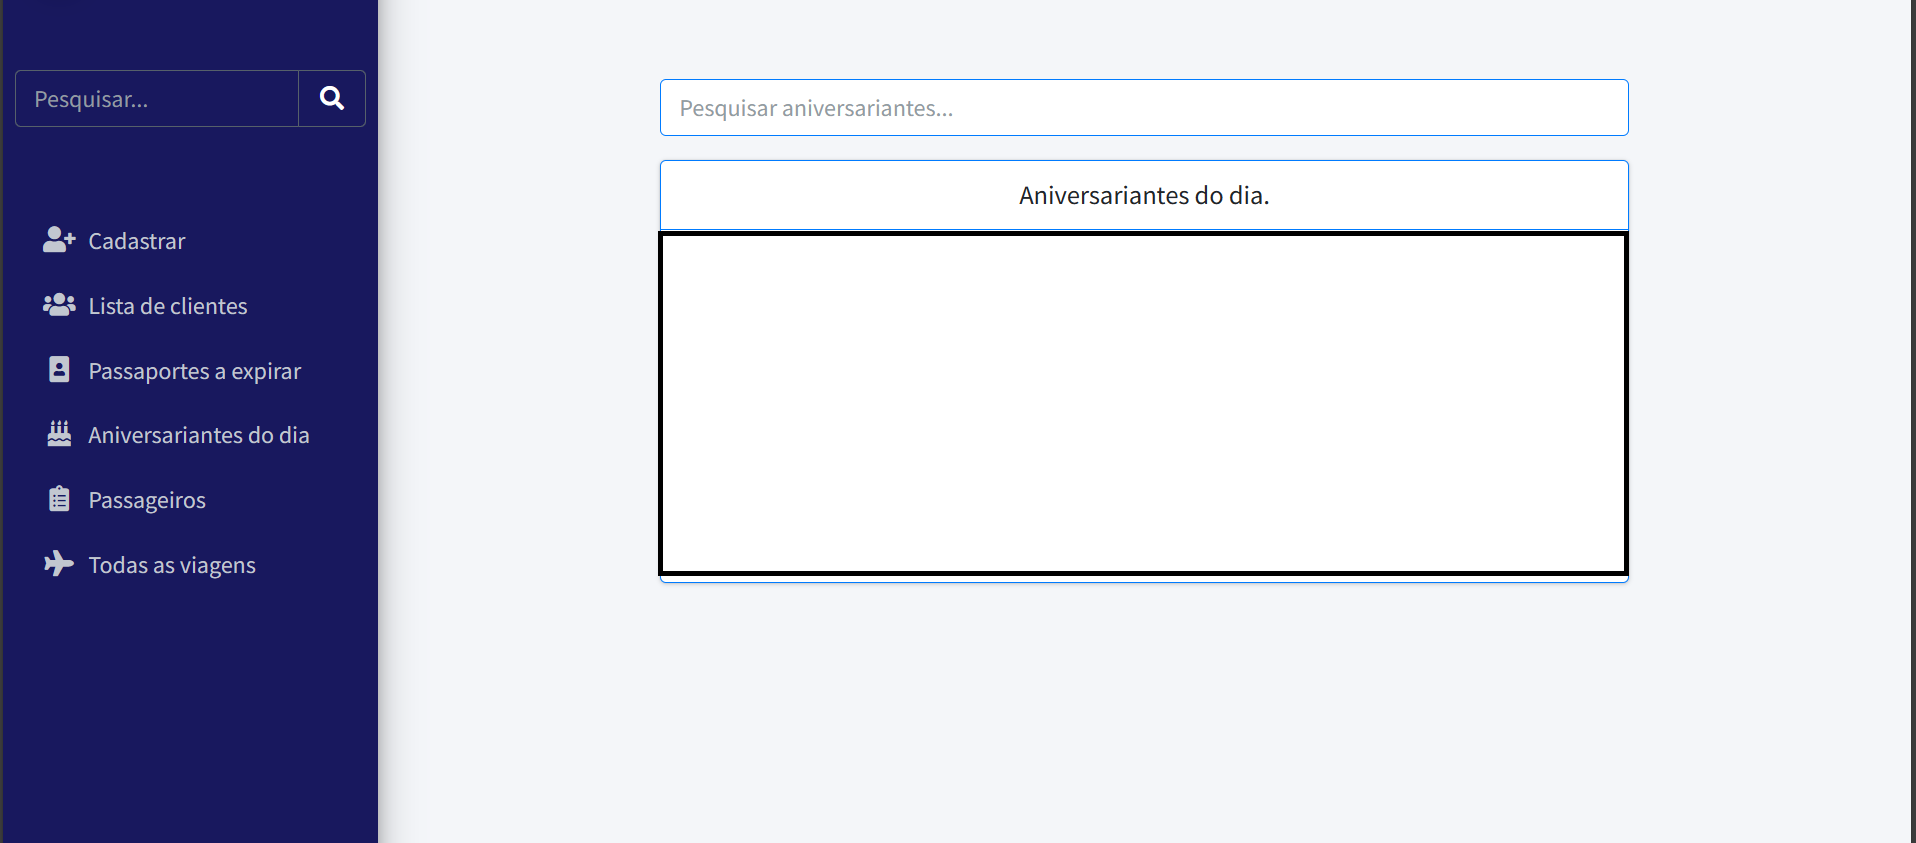 Pesquisar...
Cadastrar
Lista de clientes
Passaportes a expirar
Aniversariantes do dia
Passageiros
Todas as viagens
Pesquisar aniversariantes...
Aniversariantes do dia.